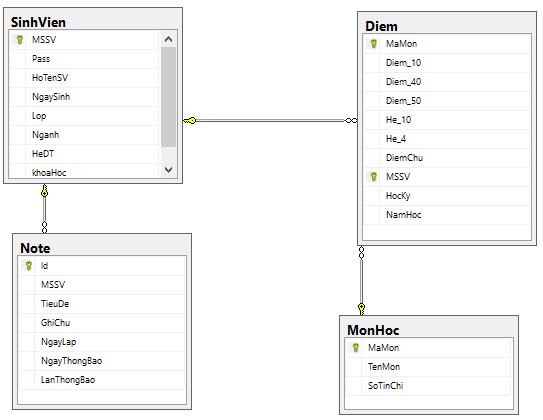 SinhVien
MSSV
Pass
HoTenSV
NgaySinh
Lop
Nganh
HeDT
khoaHoc
Diem
MaMon
Diem_10
Diem_40
Diem_50
He_10
He_4
DiemChu
MSSV
HocKy
NamHoc
Note
Id
MSSV
TieuDe
GhiChu
NgayLap
NgayThongBao
LanThongBao
MonHoc
MaMon
TenMon
SoTinChi